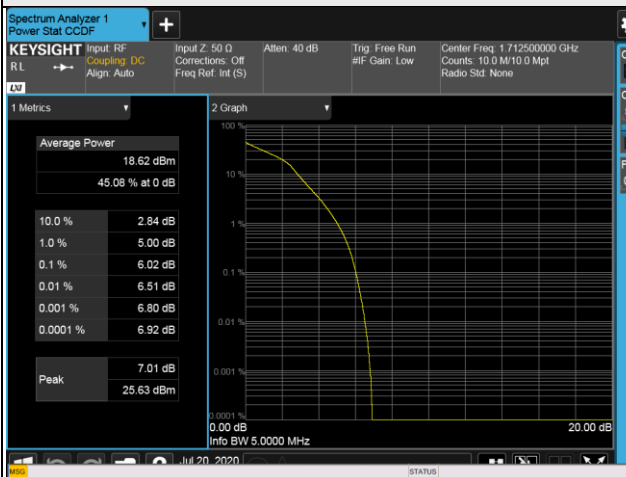 Spectrum Analyzer 1
Power Stat CCDF
KEYSIGHT
R L
LXI
Input: RF
Coupling: DC
Align: Auto
Input Z: 50 Ω
Corrections: Off
Freq Ref: Int (S)
Atten: 40 dB
Trig: Free Run
#IF Gain: Low
Center Freq: 1.712500000 GHz
Counts: 10.0 M/10.0 Mpt
Radio Std: None
1 Metrics
Average Power
18.62 dBm
45.08 % at 0 dB
10.0 % 2.84 dB
1.0 % 5.00 dB
0.1 % 6.02 dB
0.01 % 6.51 dB
0.001 % 6.80 dB
0.0001 % 6.92 dB
Peak
7.01 dB
25.63 dBm
2 Graph
100 %
10 %
1 %
0.1 %
0.01 %
0.001 %
0.0001 %
0.00 dB 20.00 dB
Info BW 5.0000 MHz
Jul 20, 2020
MSG STATUS